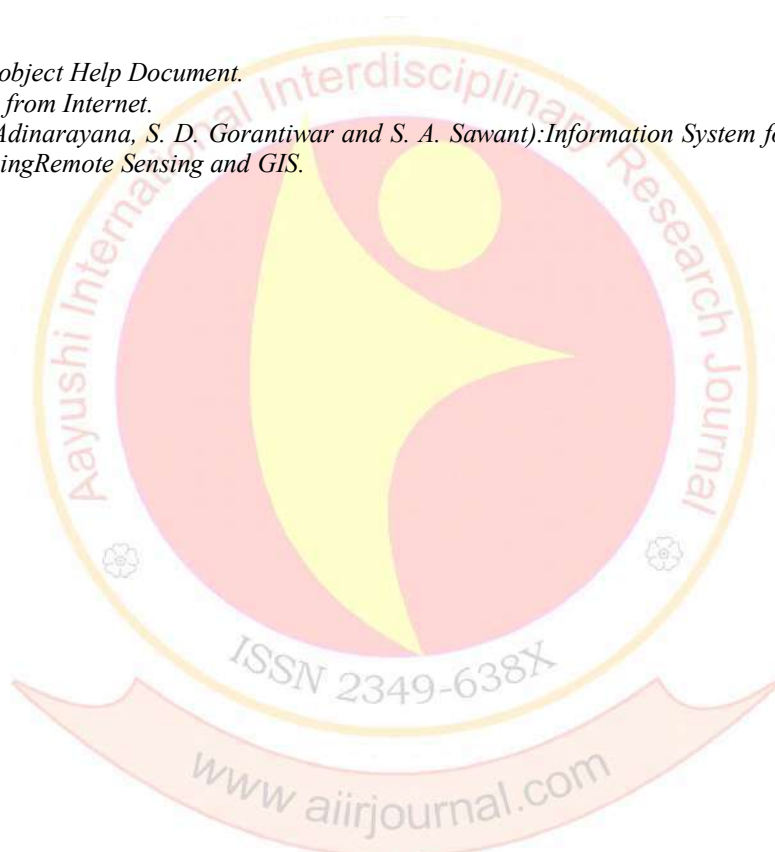 object Help Document.
from Internet.
Adinarayana, S. D. Gorantiwar and S. A. Sawant):Information System fo
ingRemote Sensing and GIS.
Aayushi International Interdisciplinary Research Journal
ISSN 2349-638X
www aiirjournal.com